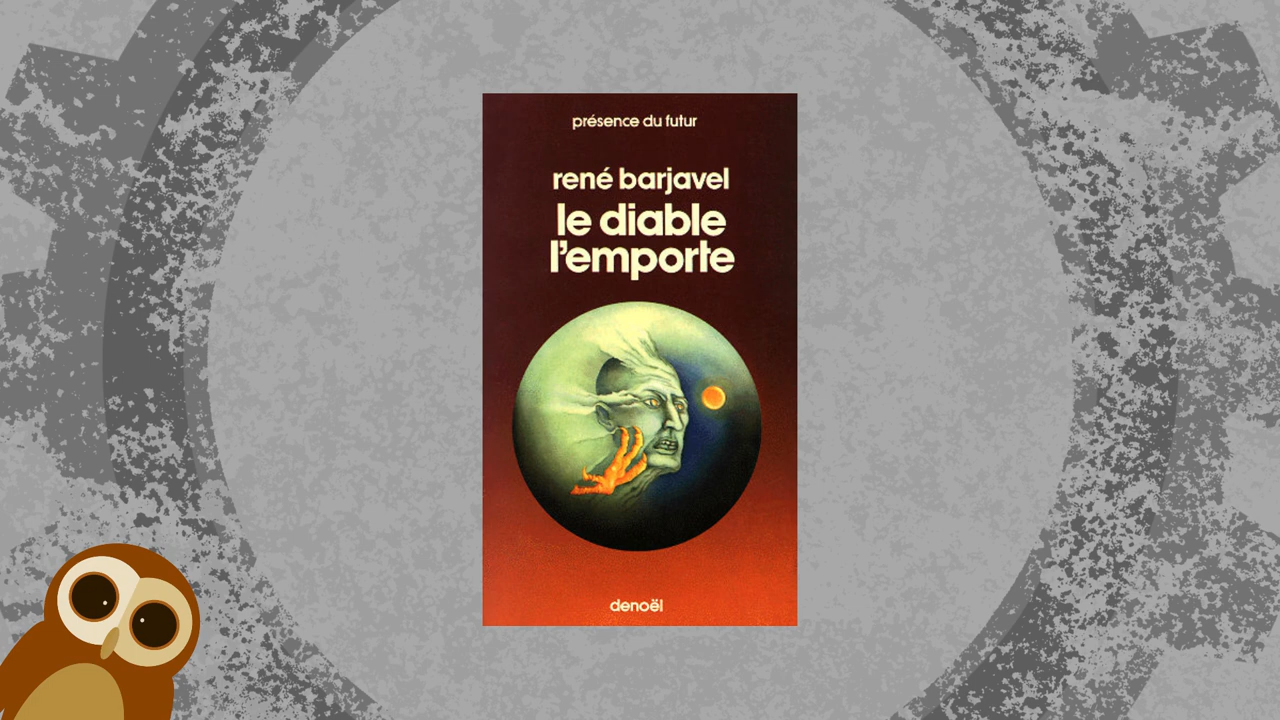 présence du futur
rené barjavel
le diable
l'emporte
denoël